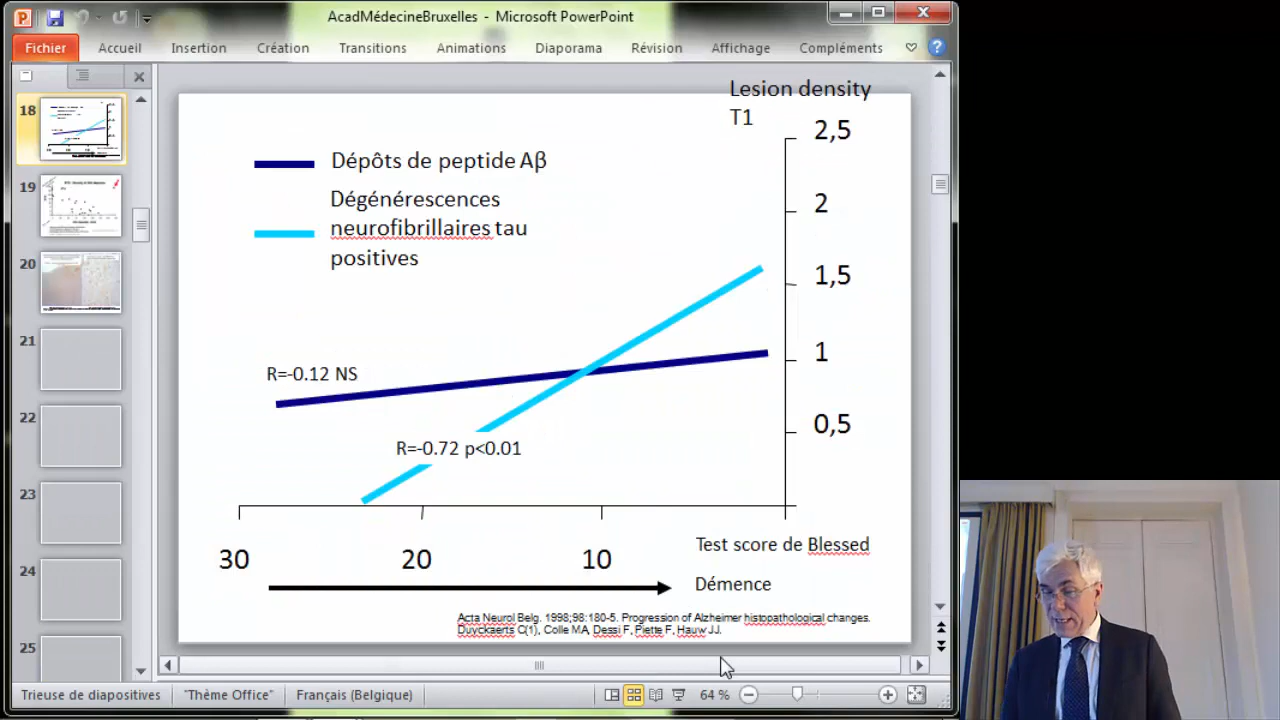 AcadMédecineBruxelles - Microsoft PowerPoint
Fichier Accueil Insertion Création Transitions Animations Diaporama Révision Affichage Compléments
18
19
20
21
22
23
24
25
Lesion density
T1
2,5
2
1,5
1
0,5
Dépôts de peptide Aβ
Dégénérescences
neurofibrillaires tau
positives
R=-0.12 NS
R=-0.72 p<0.01
30 20 10
Test score de Blessed
Démence
Acta Neurol Belg. 1998;98:180-5. Progression of Alzheimer histopathological changes.
Duyckaerts C(1), Colle MA, Dessi F, Piette F, Hauw JJ.
Trieuse de diapositives "Thème Office" Français (Belgique) 64 %